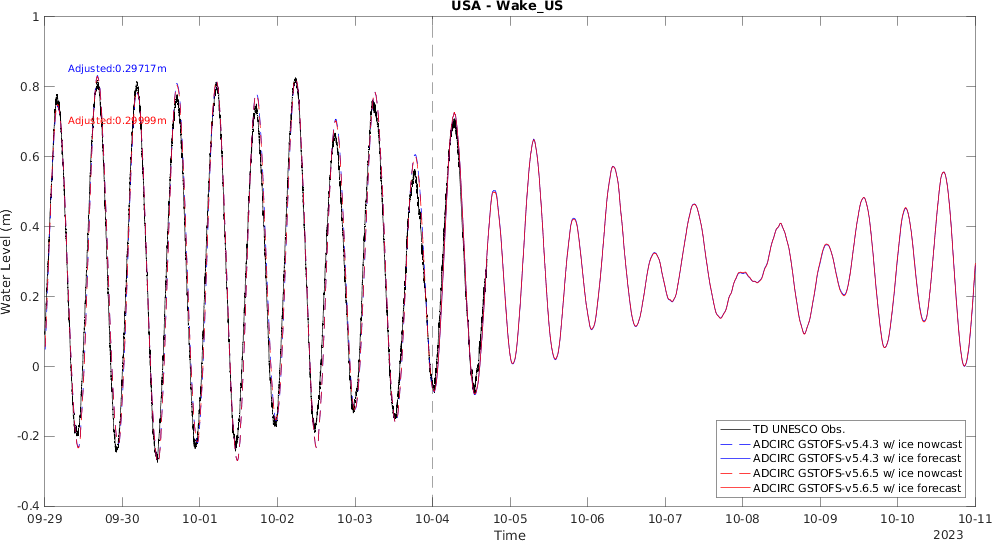 USA - Wake_US
1
0.8
0.6
0.4
0.2
0
-0.2
-0.4
Water Level (m)
Adjusted:0.29717m
Adjusted:0.29999m
TD UNESCO Obs.
ADCIRC GSTOFS-v5.4.3 w/ ice nowcast
ADCIRC GSTOFS-v5.4.3 w/ ice forecast
ADCIRC GSTOFS-v5.6.5 w/ ice nowcast
ADCIRC GSTOFS-v5.6.5 w/ ice forecast
09-29 09-30 10-01 10-02 10-03 10-04 10-05 10-06 10-07 10-08 10-09 10-10 10-11
Time
2023